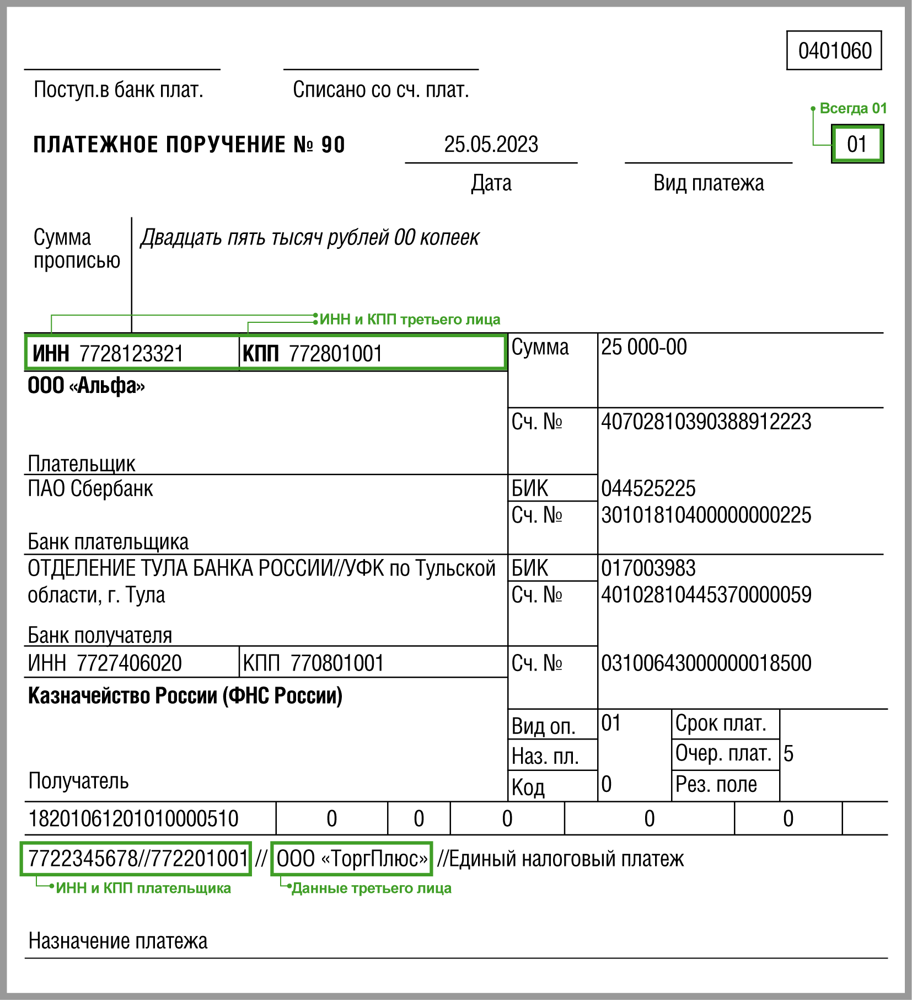 0401060
Поступ.в банк плат. Списано со сч. плат.
Всегда 01
ПЛАТЕЖНОЕ ПОРУЧЕНИЕ № 90 25.05.2023 01
Дата Вид платежа
Сумма Двадцать пять тысяч рублей 00 копеек
прописью
ИНН и КПП третьего лица
ИНН 7728123321 КПП 772801001 Сумма 25 000-00
ООО «Альфа»
Сч. № 40702810390388912223
Плательщик
ПАО Сбербанк БИК 044525225
Сч. № 30101810400000000225
Банк плательщика
ОТДЕЛЕНИЕ ТУЛА БАНКА РОССИИ//УФК по Тульской БИК 017003983
области, г. Тула Сч. № 40102810445370000059
Банк получателя
ИНН 7727406020 КПП 770801001 Сч. № 03100643000000018500
Казначейство России (ФНС России)
Вид оп. 01 Срок плат.
Наз. пл. Очер. плат. 5
Получатель Код 0 Рез. поле
18201061201010000510 0 0 0 0 0
7722345678//772201001 // ООО «ТоргПлюс» //Единый налоговый платеж
ИНН и КПП плательщика Данные третьего лица
Назначение платежа